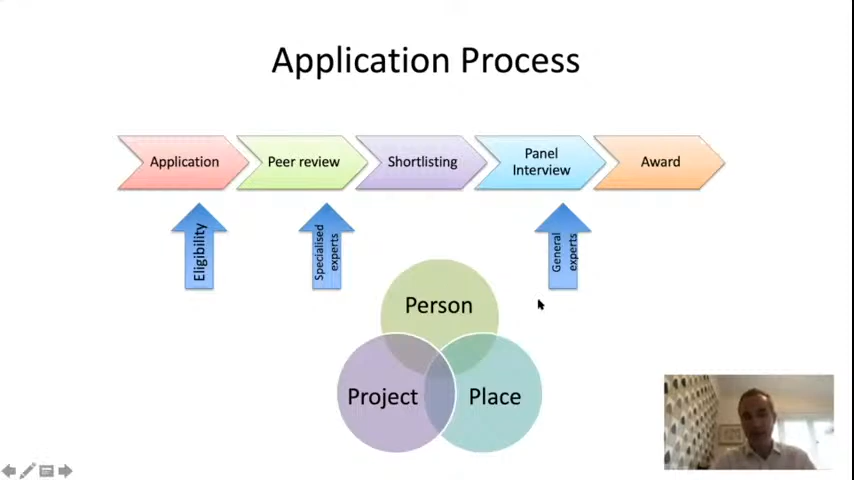 Application Process
Application
Peer review
Shortlisting
Panel
Interview
Award
Eligibility
Specialised
experts
General
experts
Person
Project
Place